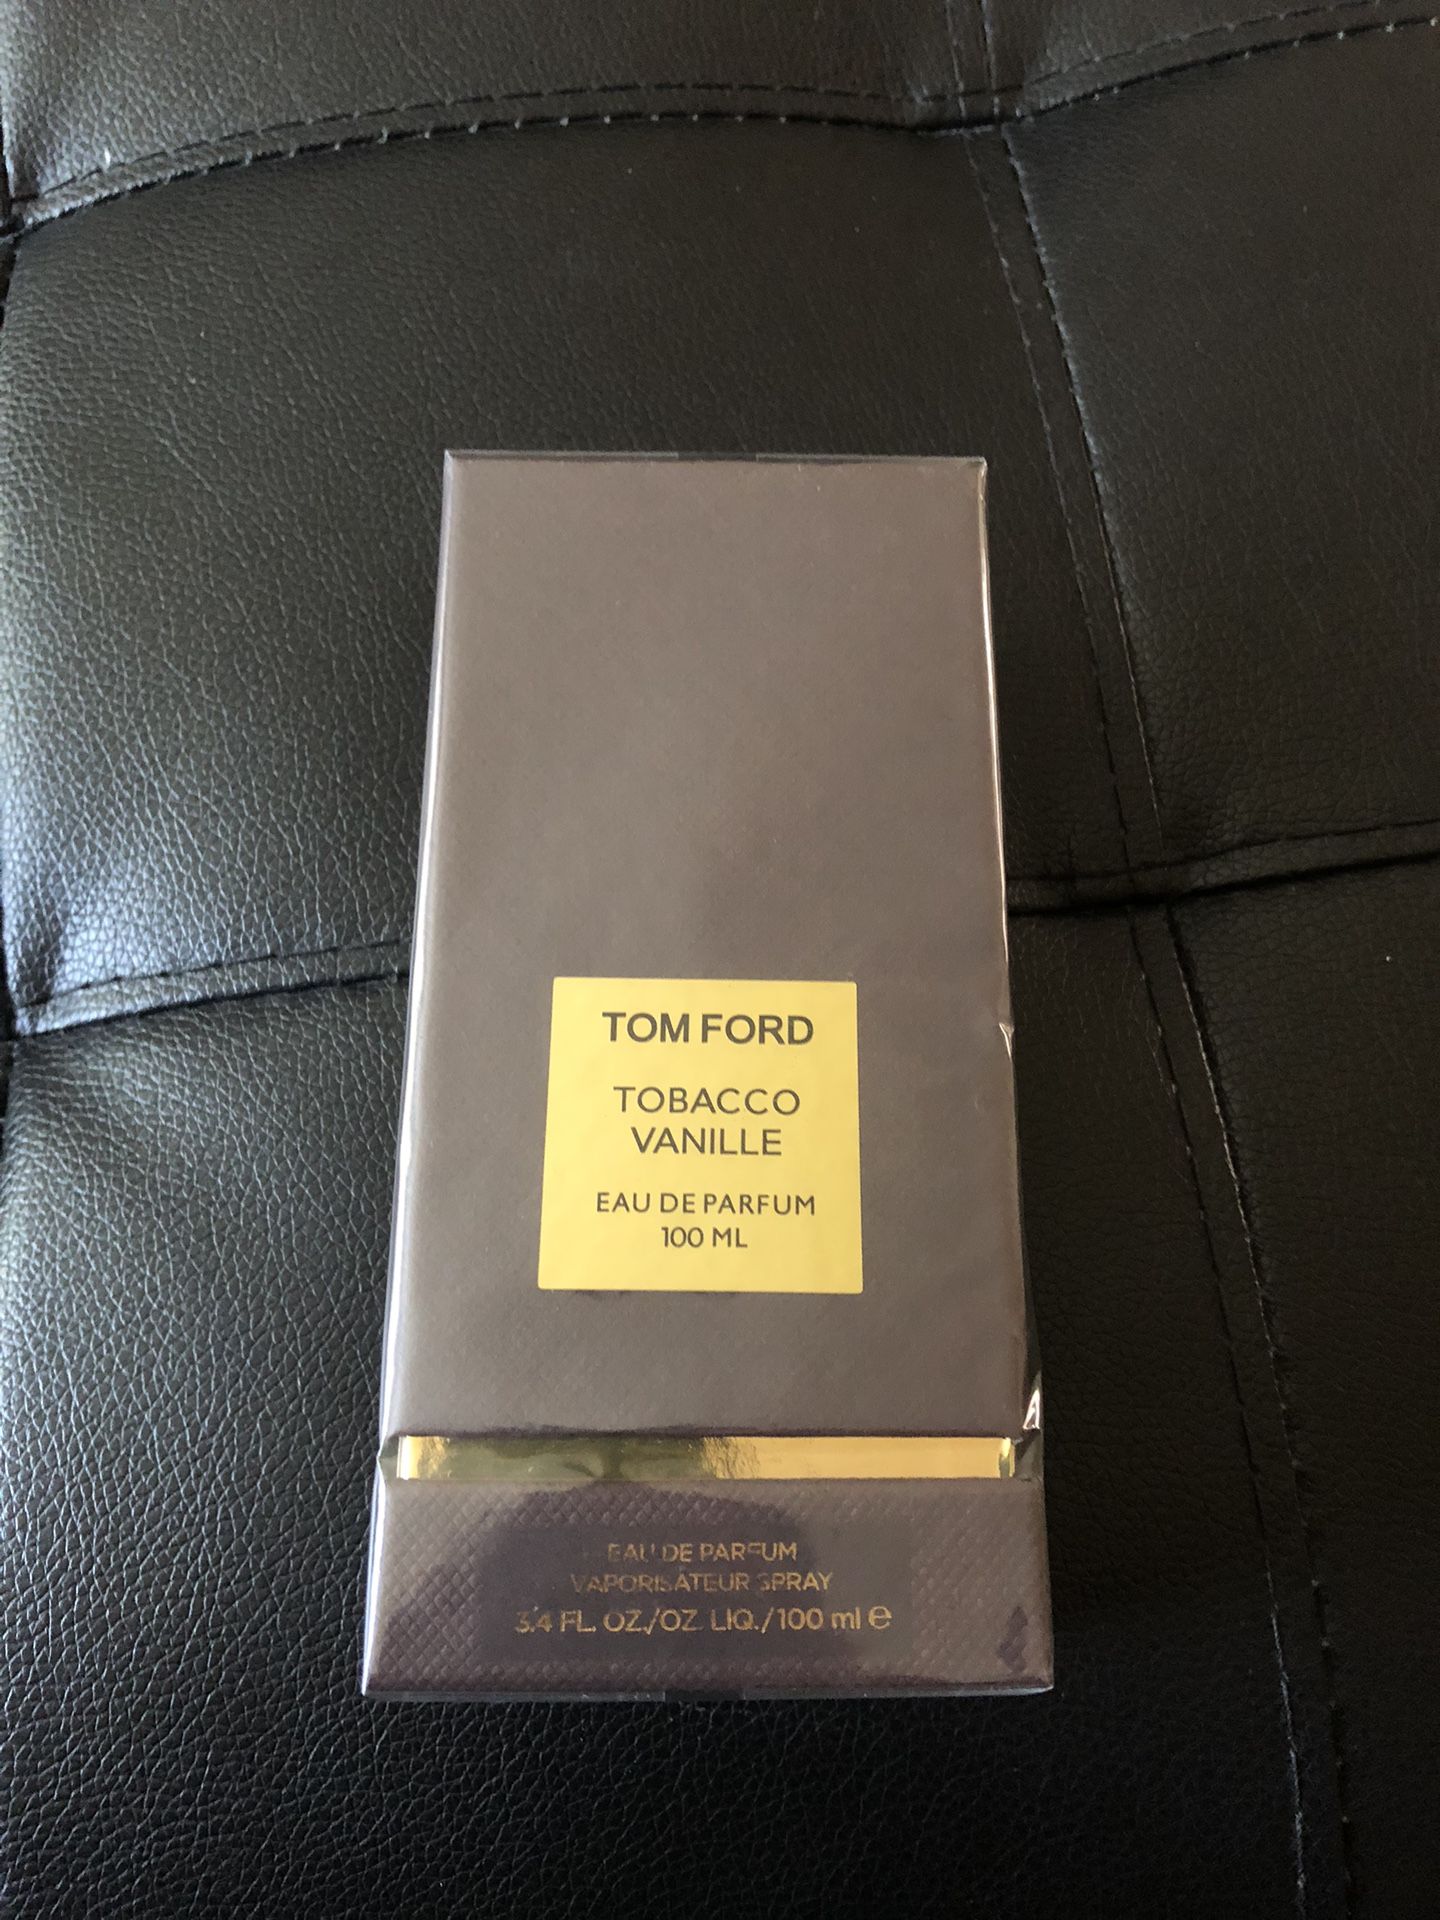 TOM FORD
TOBACCO
VANILLE
EAU DE PARFUM
100 ML
EAU DE PARFUM
VAPORISATEUR SPRAY
3.4 FL. OZ./OZ. LIQ./100 ml e